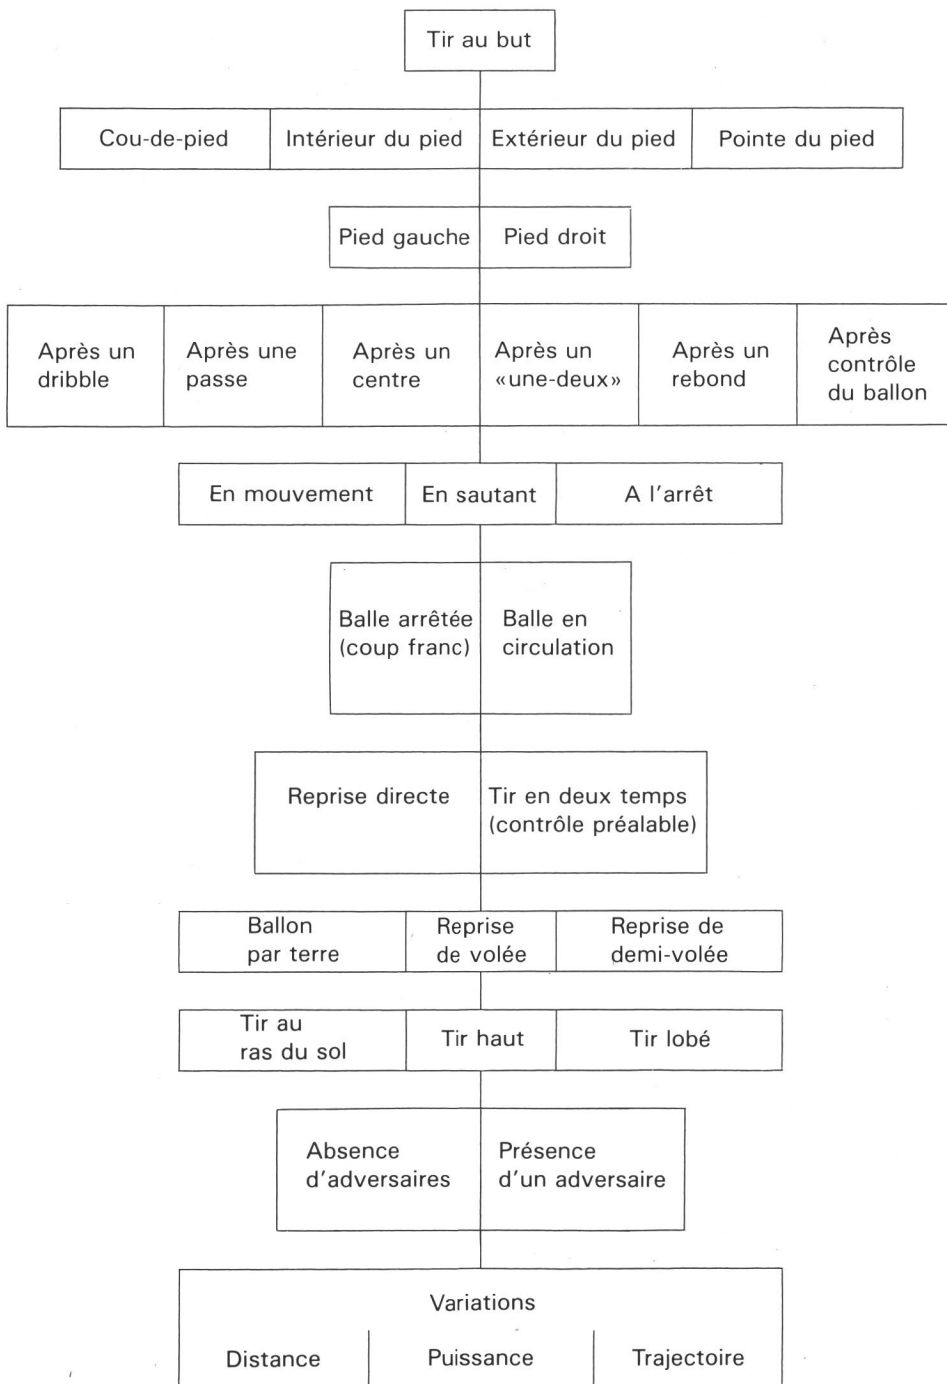 Tir au but
Cou-de-pied
Intérieur du pied
Extérieur du pied
Pointe du pied
Pied gauche
Pied droit
Après un
dribble
Après une
passe
Après un
centre
Après un
«une-deux»
Après un
rebond
Après
contrôle
du ballon
En mouvement
En sautant
A l'arrêt
Balle arrêtée
(coup franc)
Balle en
circulation
Reprise directe
Tir en deux temps
(contrôle préalable)
Ballon
par terre
Reprise
de volée
Reprise de
demi-volée
Tir au
ras du sol
Tir haut
Tir lobé
Absence
d'adversaires
Présence
d'un adversaire
Variations
Distance
Puissance
Trajectoire